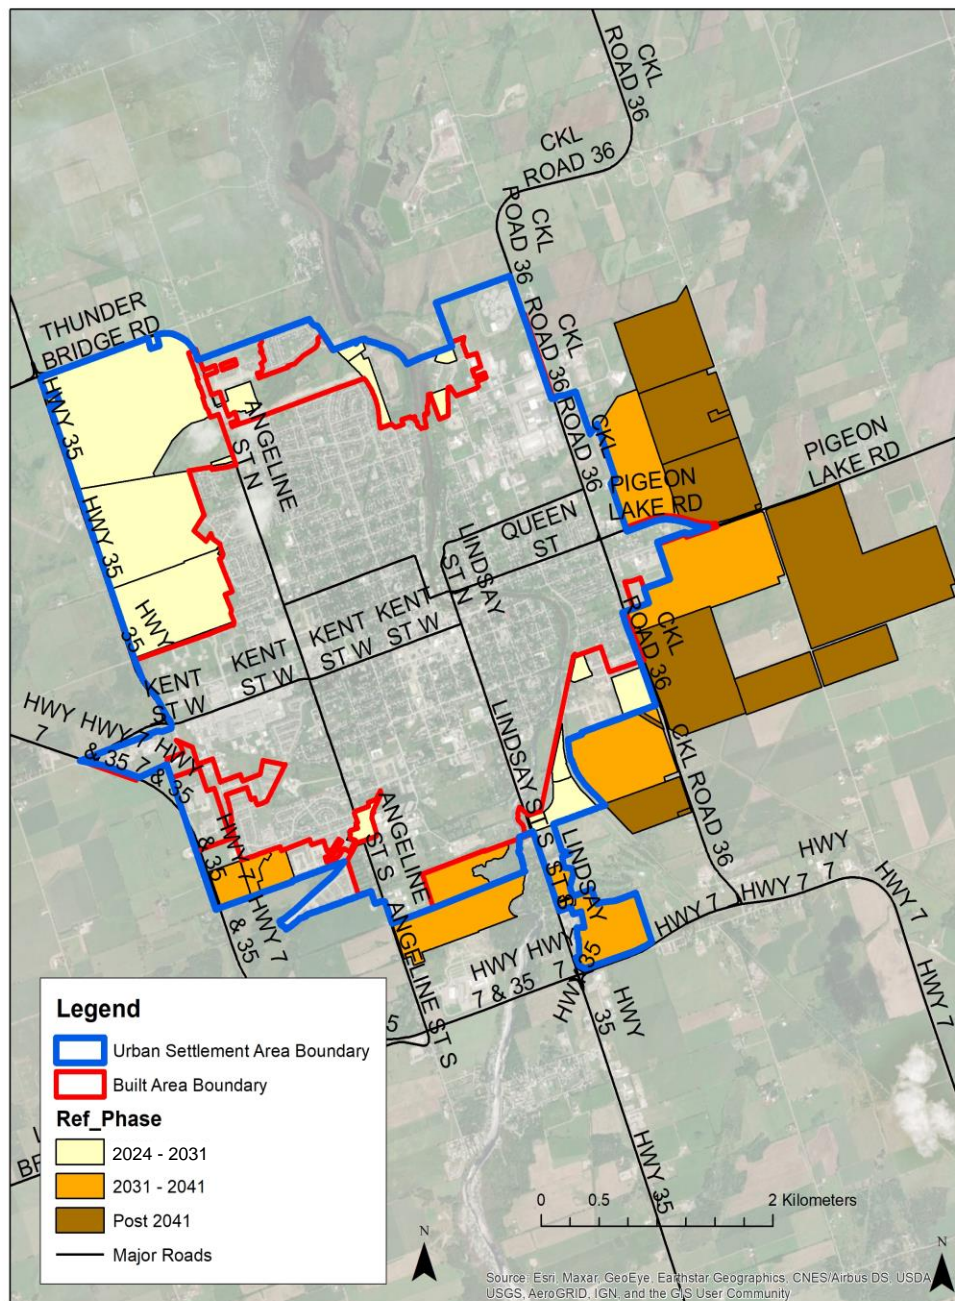 CKL
ROAD 36
CKL
ROAD 36
CKL
ROAD 36
CKL
ROAD 36
CKL
ROAD 36
CKL
THUNDER
BRIDGE RD
HWY 35
HWY 35
HWY
35
ANGELINE
ST N
PIGEON
LAKE RD
PIGEON
LAKE RD
QUEEN
ST
LINDSAY
ST N
KENT
ST W
KENT
ST W
KENT
ST W
KENT
ST W
CKL
ROAD 36
CKL ROAD 36
HWY
7
HWY 7
& 35
HWY
7 & 35
HWY 7
& 35
HWY 7
& 35
LINDSAY ST S
LINDSAY
ST S
ANGELINE
ST S
ANGELINE ST S
HWY
7 & 35
HWY
7
HWY 7
HWY
7
HWY 7
HWY 7
HWY
35
HWY
35
HWY 35
Legend
Urban Settlement Area Boundary
Built Area Boundary
Ref_Phase
2024 - 2031
2031 - 2041
Post 2041
Major Roads
0 0.5 2 Kilometers
N
N
Source: Esri, Maxar, GeoEye, Earthstar Geographics, CNES/Airbus DS, USDA,
USGS, AeroGRID, IGN, and the GIS User Community